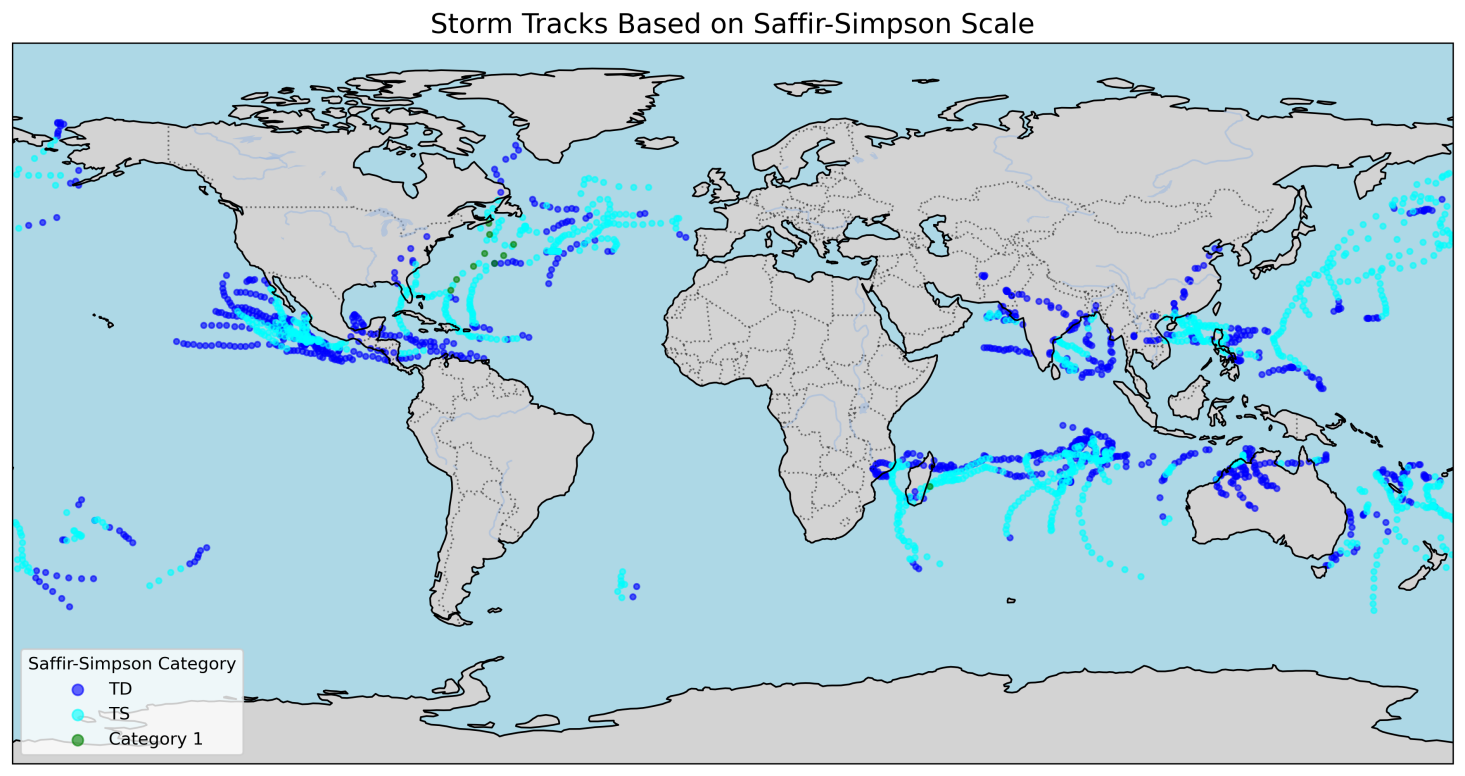 Storm Tracks Based on Saffir-Simpson Scale
Saffir-Simpson Category
TD
TS
Category 1